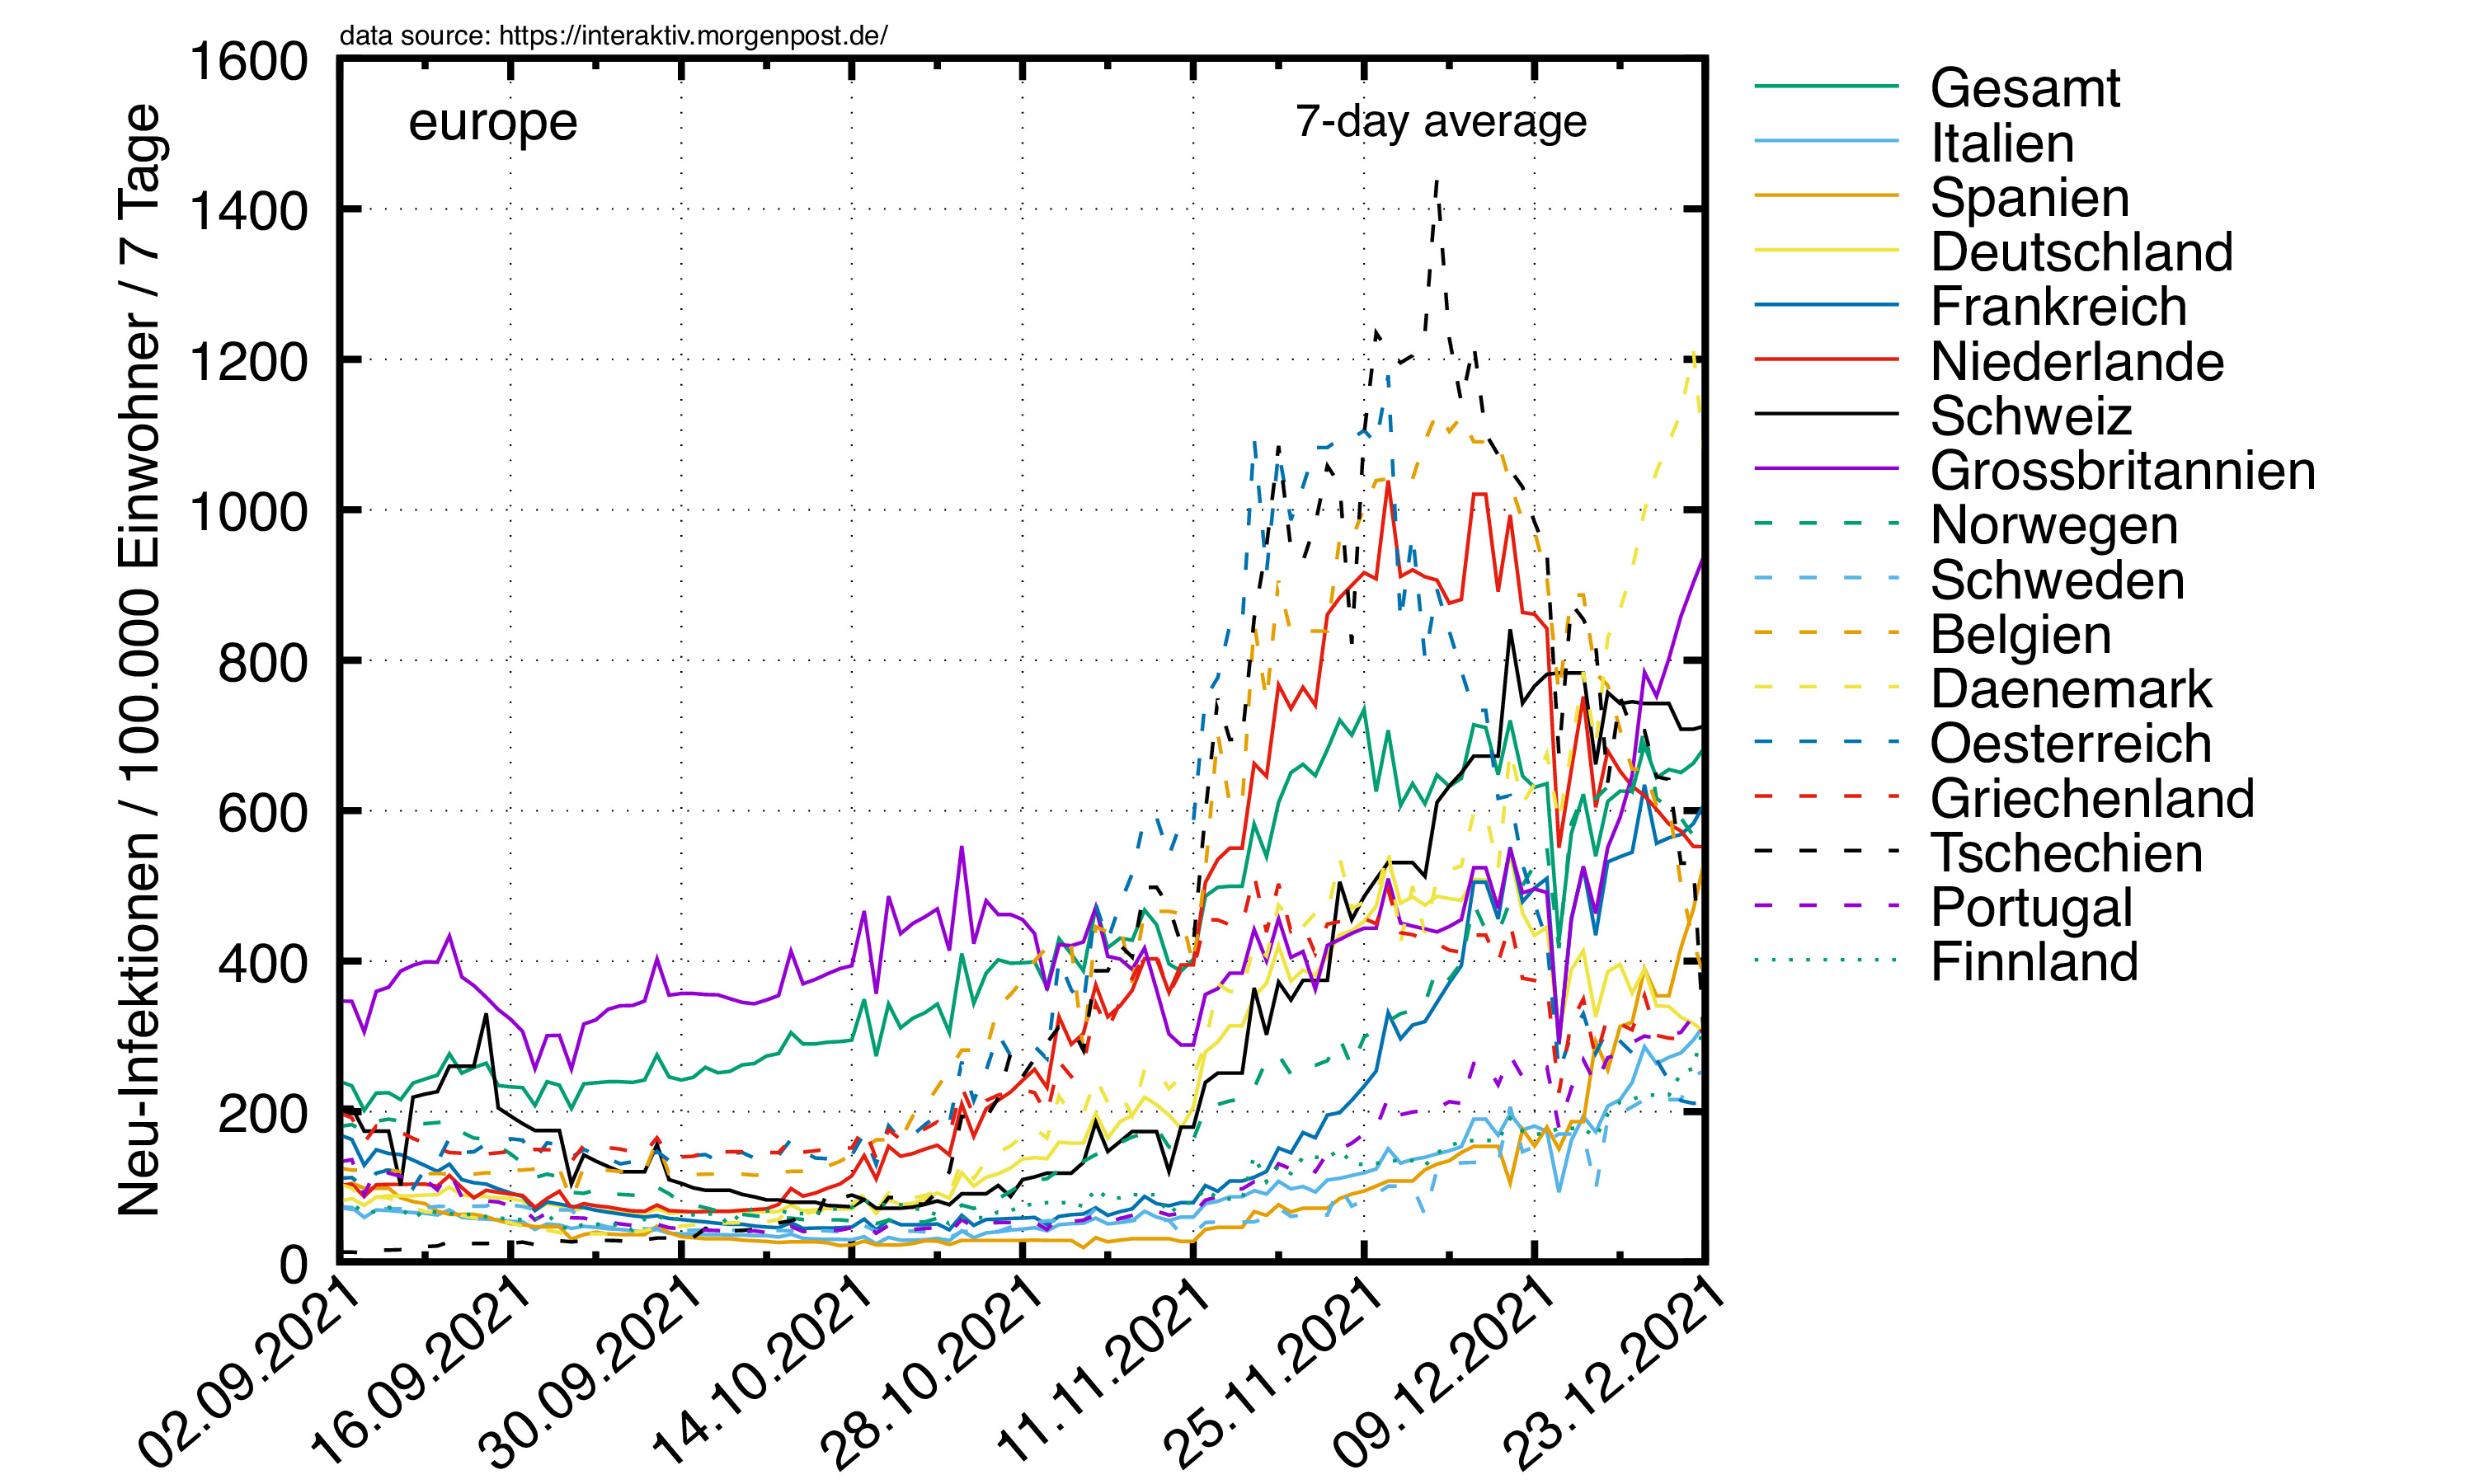 data source: https://interaktiv.morgenpost.de/
europe
7-day average
Neu-Infektionen / 100.000 Einwohner / 7 Tage
1600
1400
1200
1000
800
600
400
200
0
02.09.2021
16.09.2021
30.09.2021
14.10.2021
28.10.2021
11.11.2021
25.11.2021
09.12.2021
23.12.2021
Gesamt
Italien
Spanien
Deutschland
Frankreich
Niederlande
Schweiz
Grossbritannien
Norwegen
Schweden
Belgien
Daenemark
Oesterreich
Griechenland
Tschechien
Portugal
Finnland